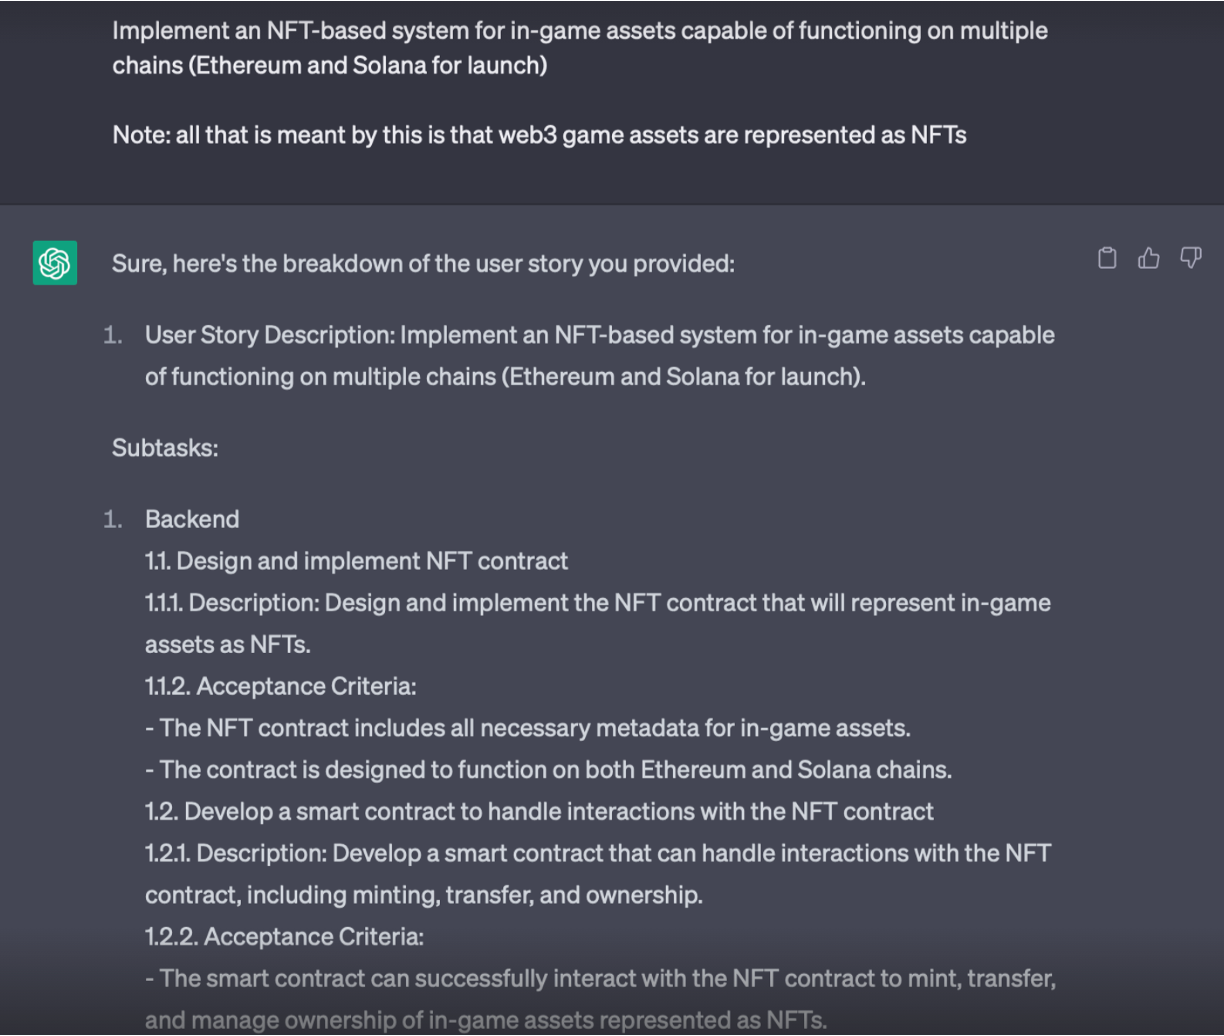 Implement an NFT-based system for in-game assets capable of functioning on multiple
chains (Ethereum and Solana for launch)
Note: all that is meant by this is that web3 game assets are represented as NFTs
Sure, here's the breakdown of the user story you provided:
1. User Story Description: Implement an NFT-based system for in-game assets capable
of functioning on multiple chains (Ethereum and Solana for launch).
Subtasks:
1. Backend
1.1. Design and implement NFT contract
1.1.1. Description: Design and implement the NFT contract that will represent in-game
assets as NFTs.
1.1.2. Acceptance Criteria:
- The NFT contract includes all necessary metadata for in-game assets.
- The contract is designed to function on both Ethereum and Solana chains.
1.2. Develop a smart contract to handle interactions with the NFT contract
1.2.1. Description: Develop a smart contract that can handle interactions with the NFT
contract, including minting, transfer, and ownership.
1.2.2. Acceptance Criteria:
- The smart contract can successfully interact with the NFT contract to mint, transfer,
and manage ownership of in-game assets represented as NFTs.